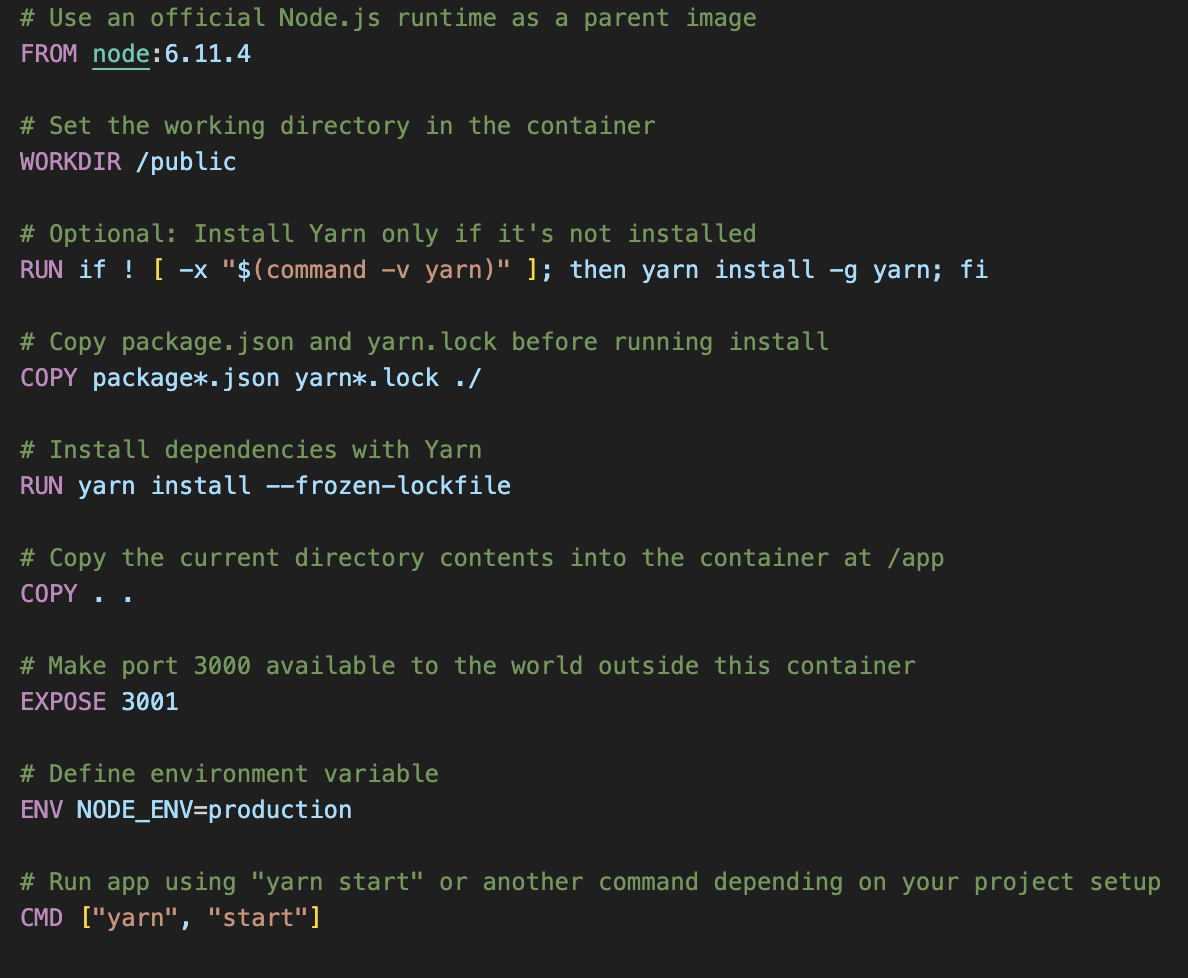 # Use an official Node.js runtime as a parent image
FROM node:6.11.4
# Set the working directory in the container
WORKDIR /public
# Optional: Install Yarn only if it's not installed
RUN if ! [ -x "$(command -v yarn)" ]; then yarn install -g yarn; fi
# Copy package.json and yarn.lock before running install
COPY package*.json yarn*.lock ./
# Install dependencies with Yarn
RUN yarn install --frozen-lockfile
# Copy the current directory contents into the container at /app
COPY . .
# Make port 3000 available to the world outside this container
EXPOSE 3001
# Define environment variable
ENV NODE_ENV=production
# Run app using "yarn start" or another command depending on your project setup
CMD ["yarn", "start"]